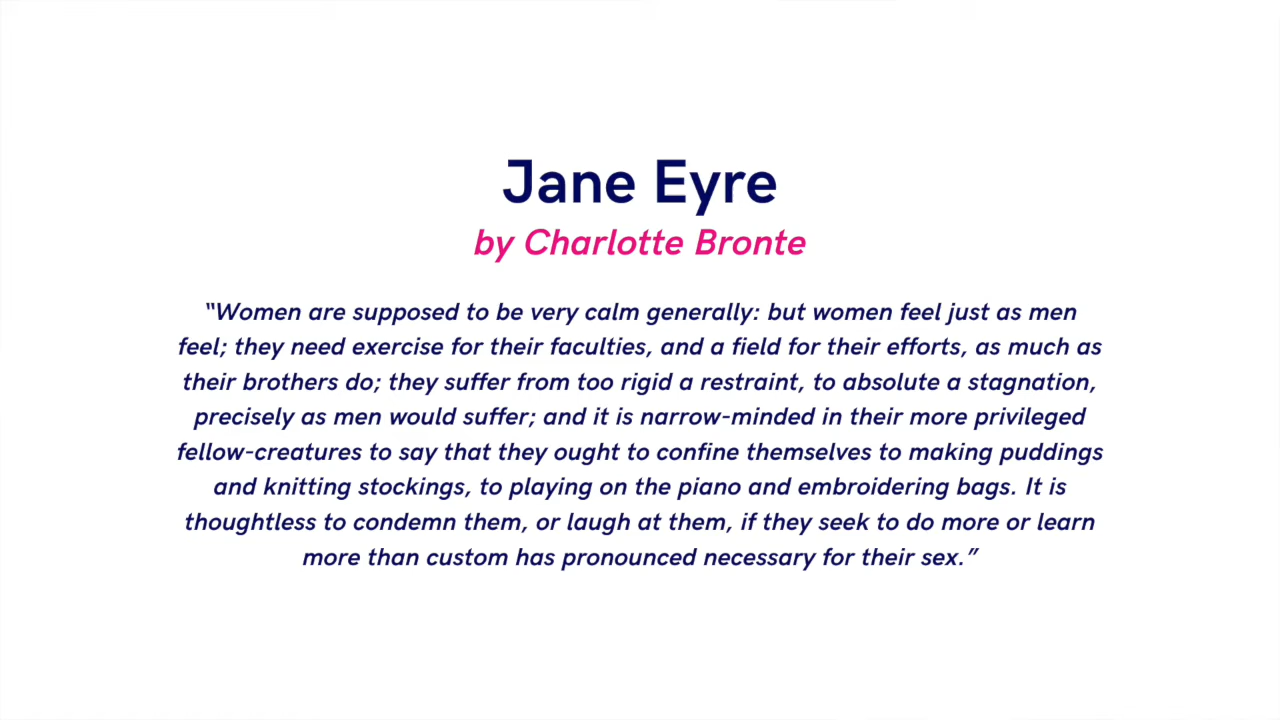 Jane Eyre
by Charlotte Bronte
“Women are supposed to be very calm generally: but women feel just as men
feel; they need exercise for their faculties, and a field for their efforts, as much as
their brothers do; they suffer from too rigid a restraint, to absolute a stagnation,
precisely as men would suffer; and it is narrow-minded in their more privileged
fellow-creatures to say that they ought to confine themselves to making puddings
and knitting stockings, to playing on the piano and embroidering bags. It is
thoughtless to condemn them, or laugh at them, if they seek to do more or learn
more than custom has pronounced necessary for their sex.”